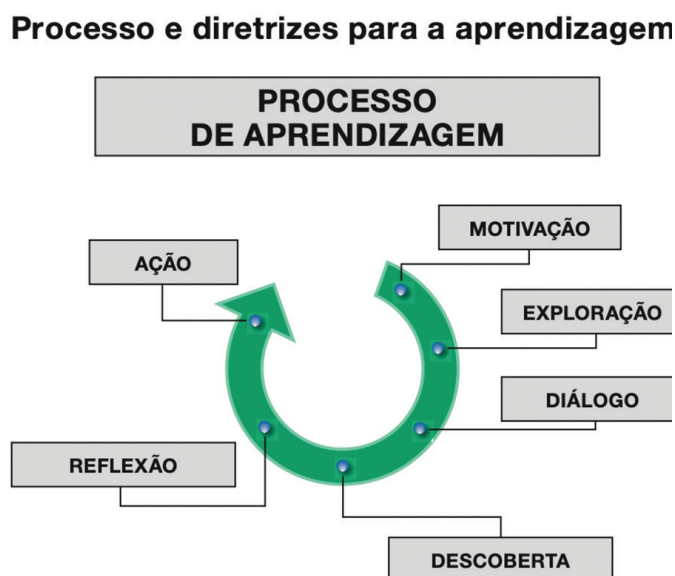 Processo e diretrizes para a aprendizagem
PROCESSO
DE APRENDIZAGEM
MOTIVAÇÃO
EXPLORAÇÃO
DIÁLOGO
DESCOBERTA
REFLEXÃO
AÇÃO